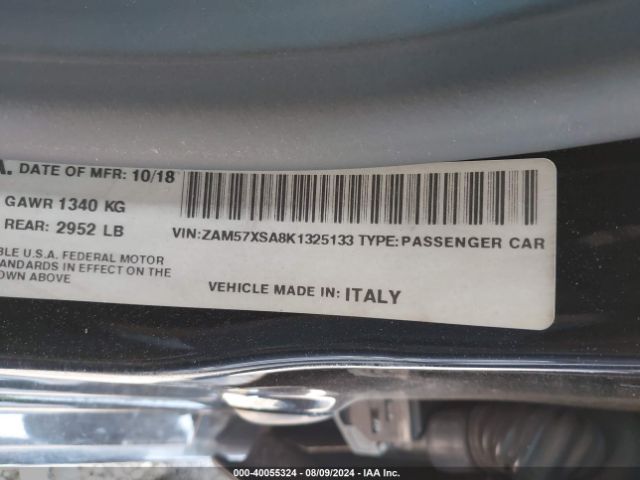 A. DATE OF MFR: 10/18
GAWR 1340 KG
REAR: 2952 LB
VIN:ZAM57XSA8K1325133 TYPE:PASSENGER CAR
BLE U.S.A. FEDERAL MOTOR
TANDARDS IN EFFECT ON THE
OWN ABOVE
VEHICLE MADE IN: ITALY
000-40055324 - 08/09/2024 - IAA Inc.